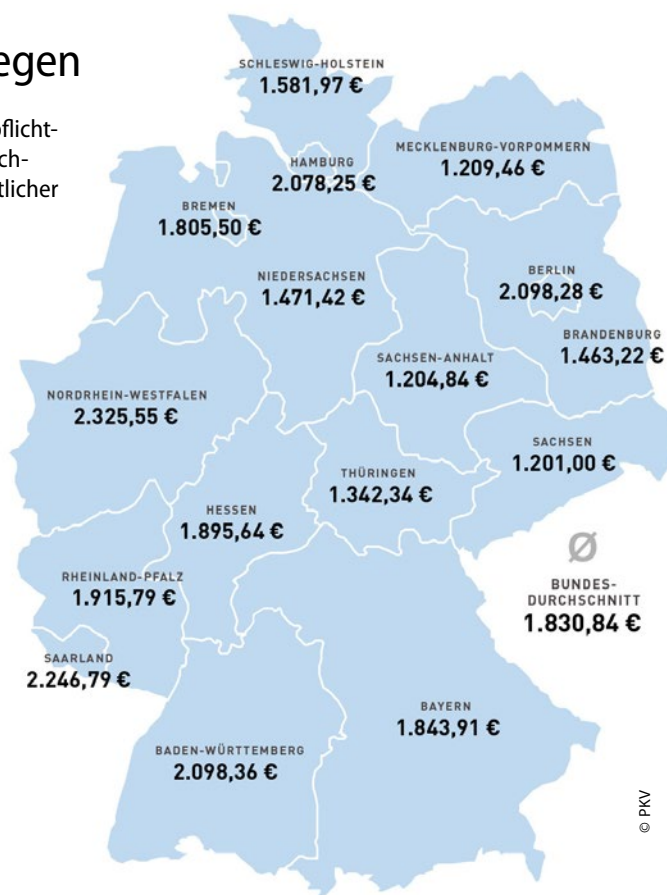 egen
pflicht-
ch-
tlicher
SCHLESWIG-HOLSTEIN
1.581,97 €
MECKLENBURG-VORPOMMERN
1.209,46 €
HAMBURG
2.078,25 €
BREMEN
1.805,50 €
NIEDERSACHSEN
1.471,42 €
BERLIN
2.098,28 €
BRANDENBURG
1.463,22 €
SACHSEN-ANHALT
1.204,84 €
NORDRHEIN-WESTFALEN
2.325,55 €
SACHSEN
1.201,00 €
THÜRINGEN
1.342,34 €
HESSEN
1.895,64 €
Ø
BUNDES-
DURCHSCHNITT
1.830,84 €
RHEINLAND-PFALZ
1.915,79 €
SAARLAND
2.246,79 €
BAYERN
1.843,91 €
BADEN-WÜRTTEMBERG
2.098,36 €
© PKV